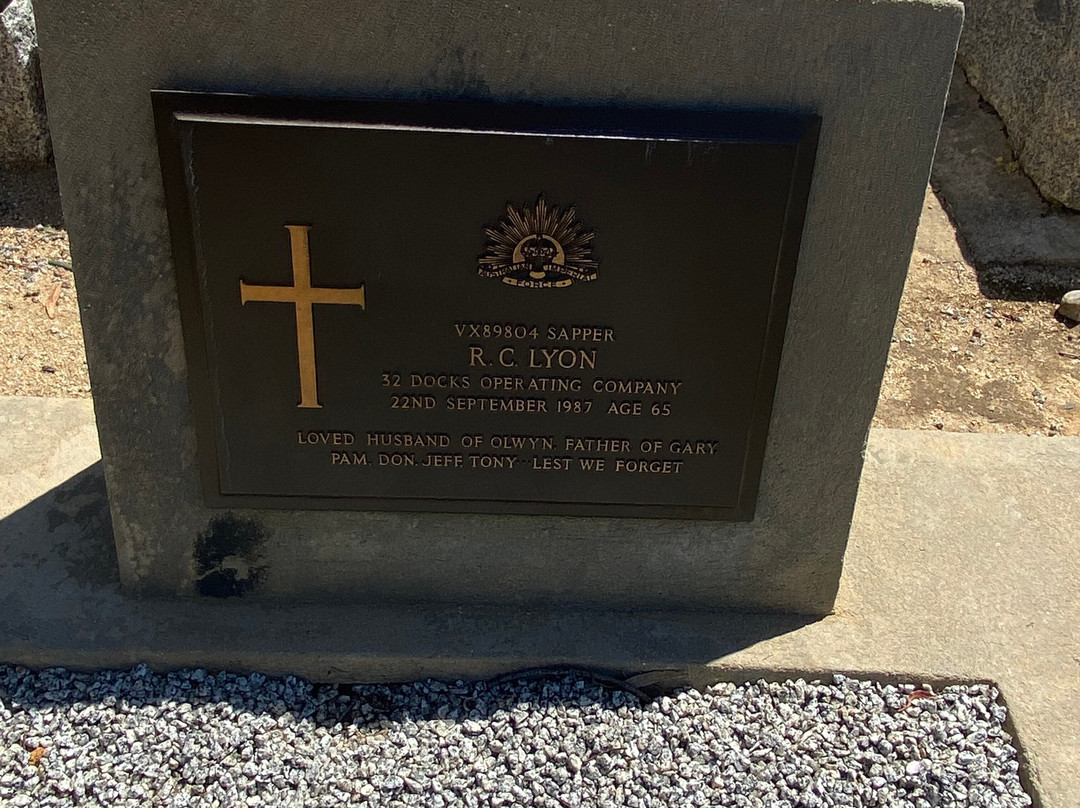 AUSTRALIAN IMPERIAL
FORCE
VX89804 SAPPER
R. C. LYON
32 DOCKS OPERATING COMPANY
22ND SEPTEMBER 1987 AGE 65
LOVED HUSBAND OF OLWYN. FATHER OF GARY,
PAM. DON. JEFF. TONY LEST WE FORGET